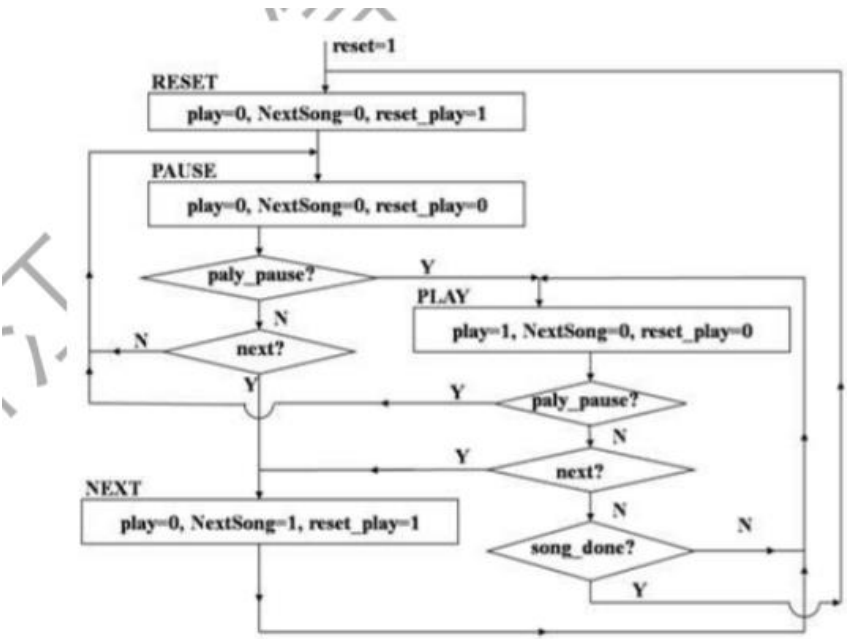 reset=1
RESET
play=0, NextSong=0, reset_play=1
PAUSE
play=0, NextSong=0, reset_play=0
paly_pause?
Y
N
PLAY
play=1, NextSong=0, reset_play=0
N
next?
Y
Y
paly_pause?
N
Y
next?
N
NEXT
play=0, NextSong=1, reset_play=1
song_done?
N
Y